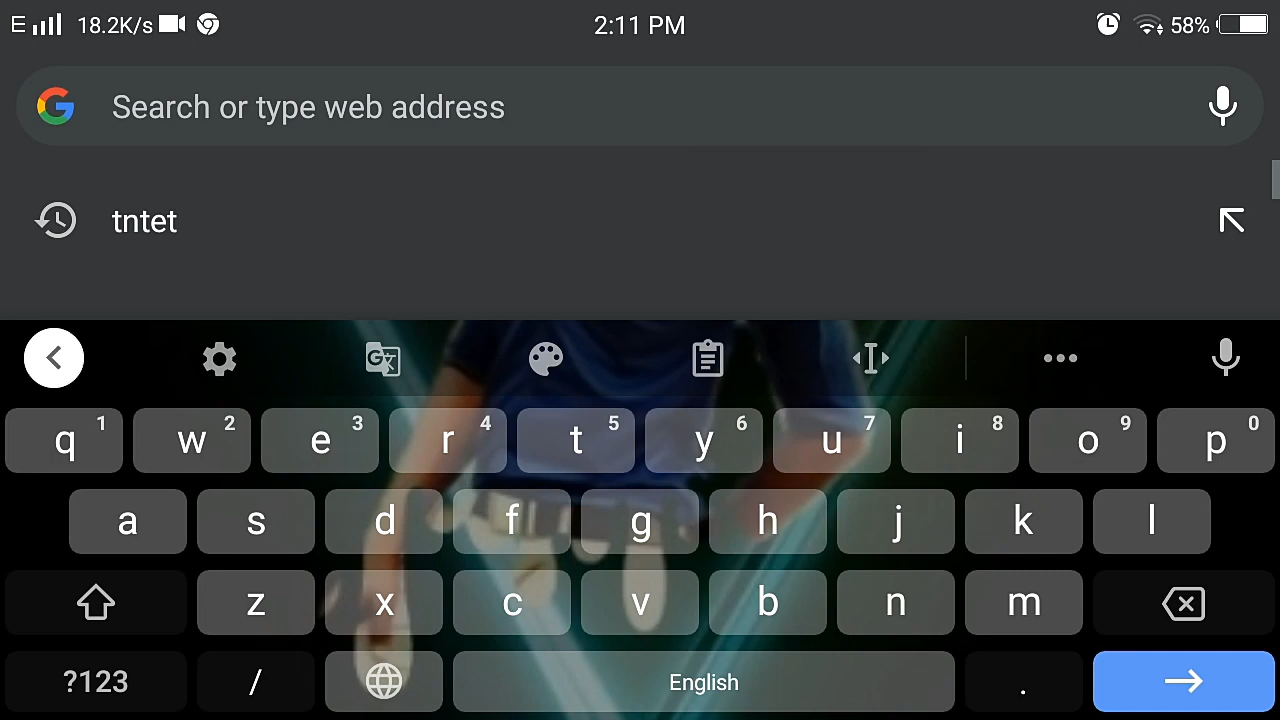 E 18.2K/s 2:11 PM 58%
Search or type web address
tntet
q 1 w 2 e 3 r 4 t 5 y 6 u 7 i 8 o 9 p 0
a s d f g h j k l
z x c v b n m
?123 / English .